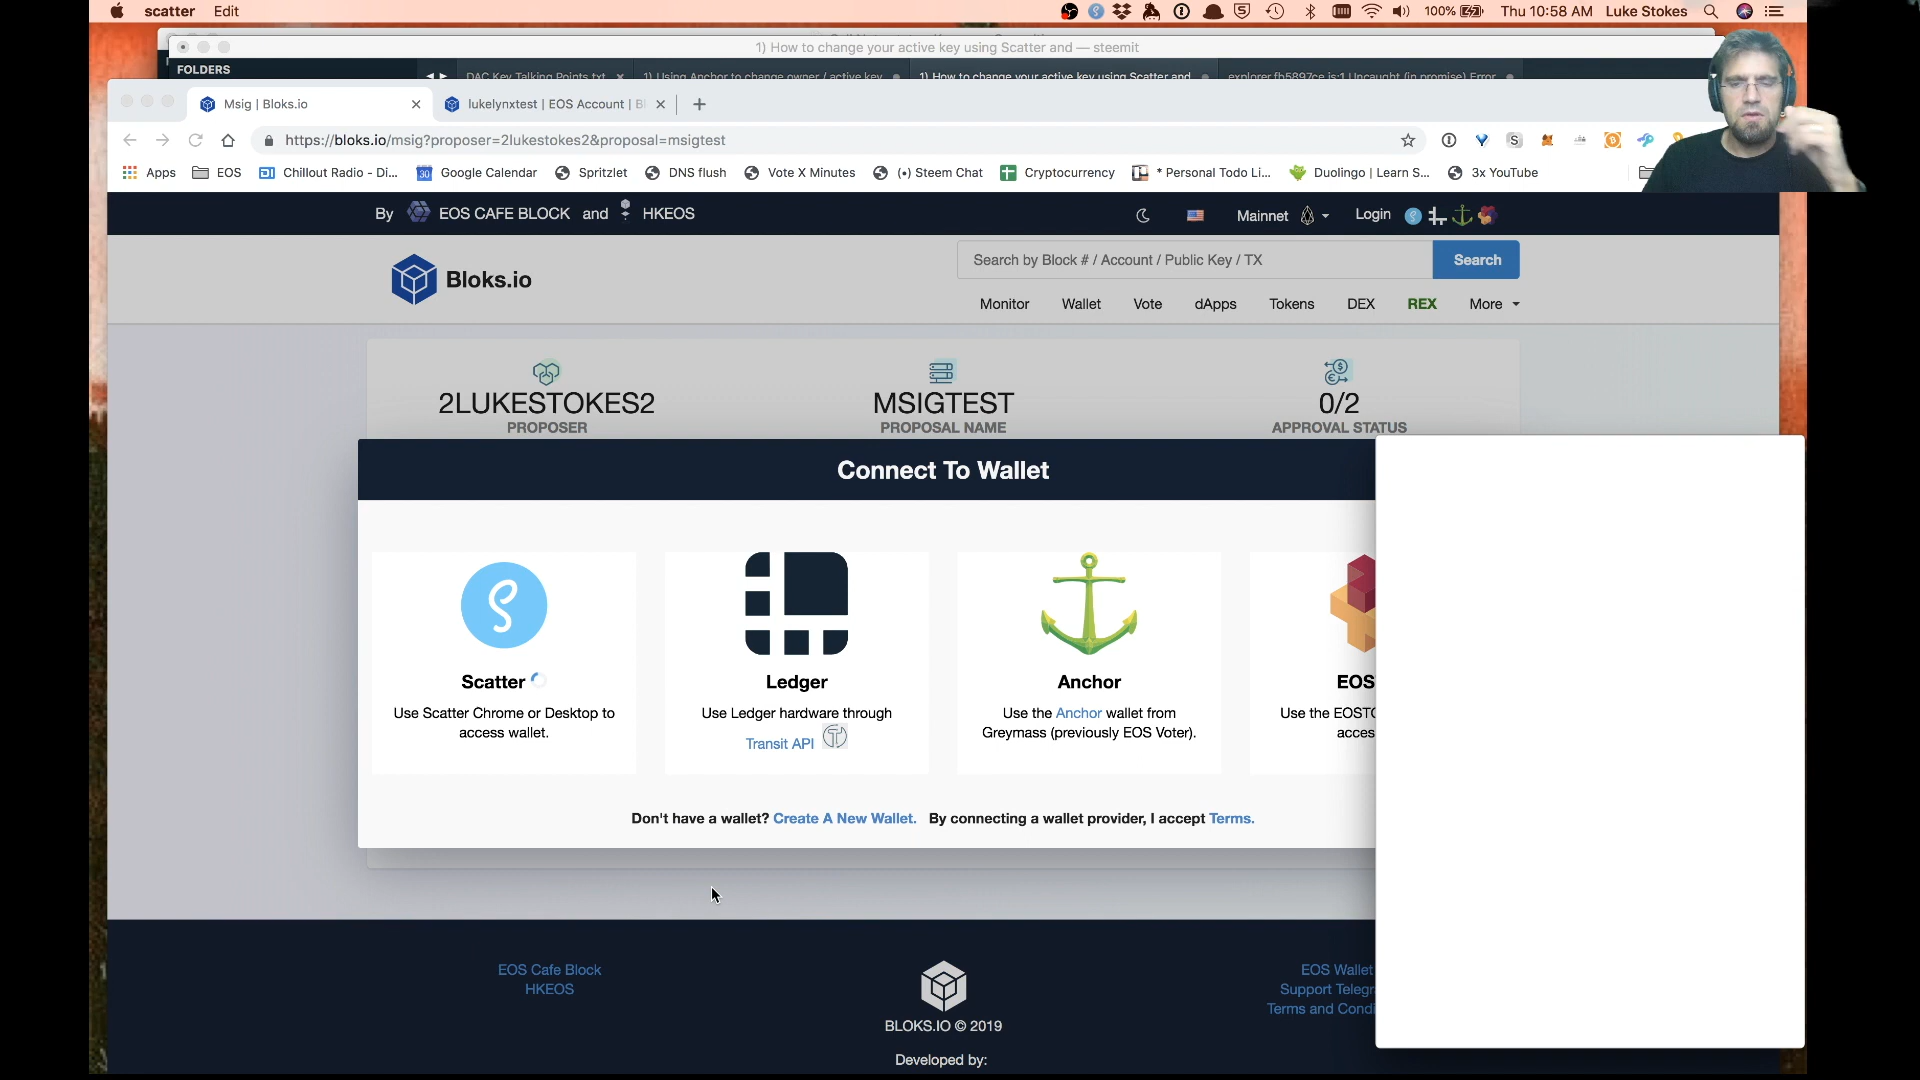 scatter Edit
100% Thu 10:58 AM Luke Stokes
1) How to change your active key using Scatter and — steemit
FOLDERS
DAC Key Talking Points.txt
1) Using Anchor to change owner / active key
1) How to change your active key using Scatter and
explorer.fb5897ce.js:1 Uncaught (in promise) Error
Msig | Bloks.io
lukelynxtest | EOS Account | Bl
https://bloks.io/msig?proposer=2lukestokes2&proposal=msigtest
Apps EOS Chillout Radio - Di... Google Calendar Spritzlet DNS flush Vote X Minutes (•) Steem Chat Cryptocurrency * Personal Todo Li... Duolingo | Learn S... 3x YouTube
By EOS CAFE BLOCK and HKEOS
Mainnet Login
Bloks.io
Search by Block # / Account / Public Key / TX
Search
Monitor Wallet Vote dApps Tokens DEX REX More
2LUKESTOKES2
PROPOSER
MSIGTEST
PROPOSAL NAME
0/2
APPROVAL STATUS
Connect To Wallet
Scatter
Use Scatter Chrome or Desktop to
access wallet.
Ledger
Use Ledger hardware through
Transit API
Anchor
Use the Anchor wallet from
Greymass (previously EOS Voter).
EOS
Use the EOSTO
acces
Don't have a wallet? Create A New Wallet. By connecting a wallet provider, I accept Terms.
EOS Cafe Block
HKEOS
BLOKS.IO © 2019
Developed by:
EOS Wallet
Support Telegr
Terms and Condi